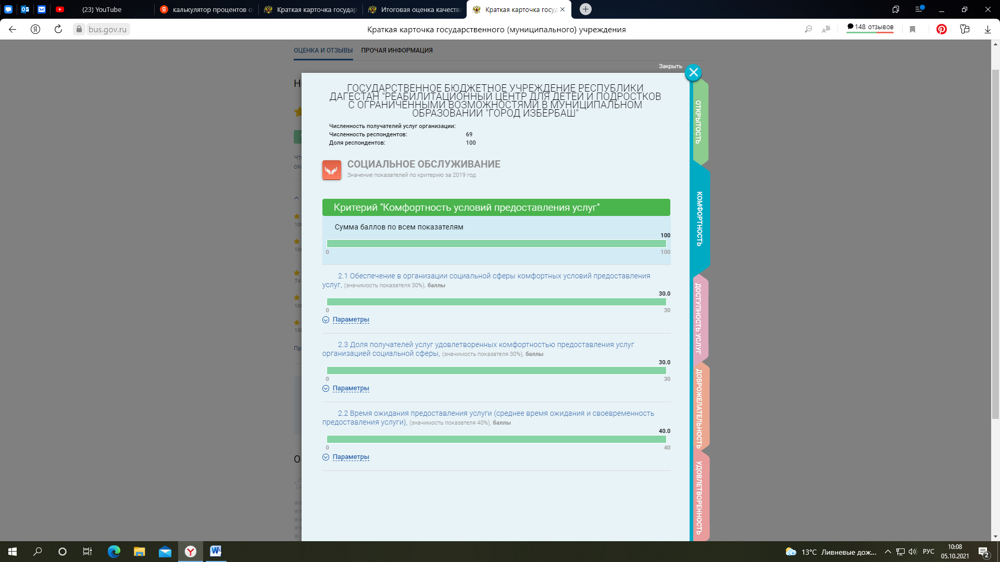 (23) YouTube
калькулятор процентов о
Краткая карточка государ
Итоговая оценка качества
Краткая карточка госу
bus.gov.ru
Краткая карточка государственного (муниципального) учреждения
148 отзывов
ОЦЕНКА И ОТЗЫВЫ
ПРОЧАЯ ИНФОРМАЦИЯ
Закрыть
ГОСУДАРСТВЕННОЕ БЮДЖЕТНОЕ УЧРЕЖДЕНИЕ РЕСПУБЛИКИ
ДАГЕСТАН "РЕАБИЛИТАЦИОННЫЙ ЦЕНТР ДЛЯ ДЕТЕЙ И ПОДРОСТКОВ
С ОГРАНИЧЕННЫМИ ВОЗМОЖНОСТЯМИ В МУНИЦИПАЛЬНОМ
ОБРАЗОВАНИИ "ГОРОД ИЗБЕРБАШ"
Численность получателей услуг организации:
Численность респондентов: 69
Доля респондентов: 100
СОЦИАЛЬНОЕ ОБСЛУЖИВАНИЕ
Значение показателей по критерию за 2019 год
Критерий "Комфортность условий предоставления услуг"
Сумма баллов по всем показателям
100
0 100
2.1 Обеспечение в организации социальной сферы комфортных условий предоставления
услуг, (значимость показателя 30%), баллы
30.0
0 30
Параметры
2.3 Доля получателей услуг удовлетворенных комфортностью предоставления услуг
организацией социальной сферы, (значимость показателя 30%), баллы
30.0
0 30
Параметры
2.2 Время ожидания предоставления услуги (среднее время ожидания и своевременность
предоставления услуги), (значимость показателя 40%), баллы
40.0
0 40
Параметры
ОТКРЫТОСТЬ
КОМФОРТНОСТЬ
ДОСТУПНОСТЬ УСЛУГ
ДОБРОЖЕЛАТЕЛЬНОСТЬ
УДОВЛЕТВОРЕННОСТЬ
13°C Ливневые дож...
РУС
10:08
05.10.2021
2